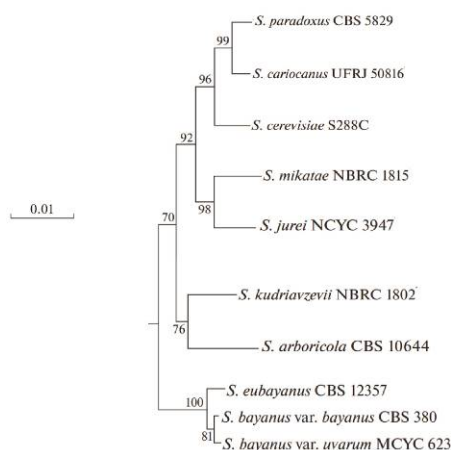 S. paradoxus CBS 5829
99
S. cariocanus UFRJ 50816
96
S. cerevisiae S288C
92
S. mikatae NBRC 1815
98
S. jurei NCYC 3947
0.01
70
S. kudriavzevii NBRC 1802
76
S. arboricola CBS 10644
S. eubayanus CBS 12357
100
S. bayanus var. bayanus CBS 380
81
S. bayanus var. uvarum MCYC 623